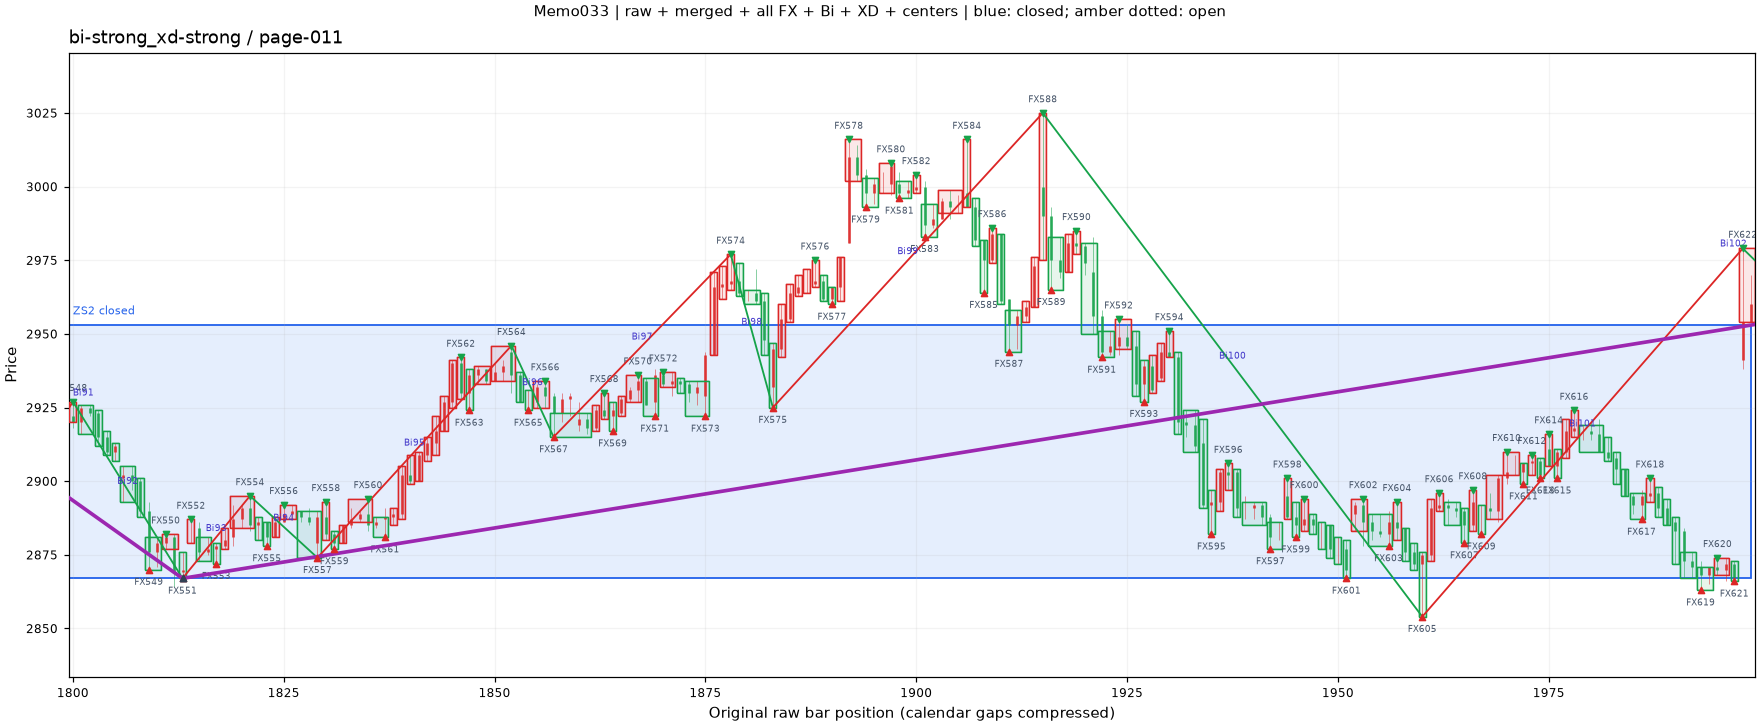 Memo033 | raw + merged + all FX + Bi + XD + centers | blue: closed; amber dotted: open
bi-strong_xd-strong / page-011
Price
3025
3000
2975
2950
2925
2900
2875
2850
ZS2 closed
FX588
FX578
FX584
FX580
FX582
FX579
FX581
FX586
FX590
Bi99
FX583
FX574
FX576
FX622
Bi102
FX585
FX589
FX577
FX592
FX594
Bi98
Bi97
FX564
FX562
FX587
FX591
Bi100
FX566
FX570
FX572
548
Bi91
Bi96
FX568
FX563
FX565
FX575
FX593
FX571
FX573
FX569
FX567
FX616
FX614
Bi101
Bi95
FX610
FX612
FX596
FX618
FX598
FX600
FX602
FX604
FX606
FX608
FX611
FX615
Bi92
FX554
FX556
FX558
FX560
FX552
FX550
Bi93
Bi94
FX617
FX595
FX555
FX561
FX559
FX557
FX553
FX549
FX551
FX597
FX599
FX603
FX609
FX620
FX601
FX619
FX621
FX605
1800
1825
1850
1875
1900
1925
1950
1975
Original raw bar position (calendar gaps compressed)